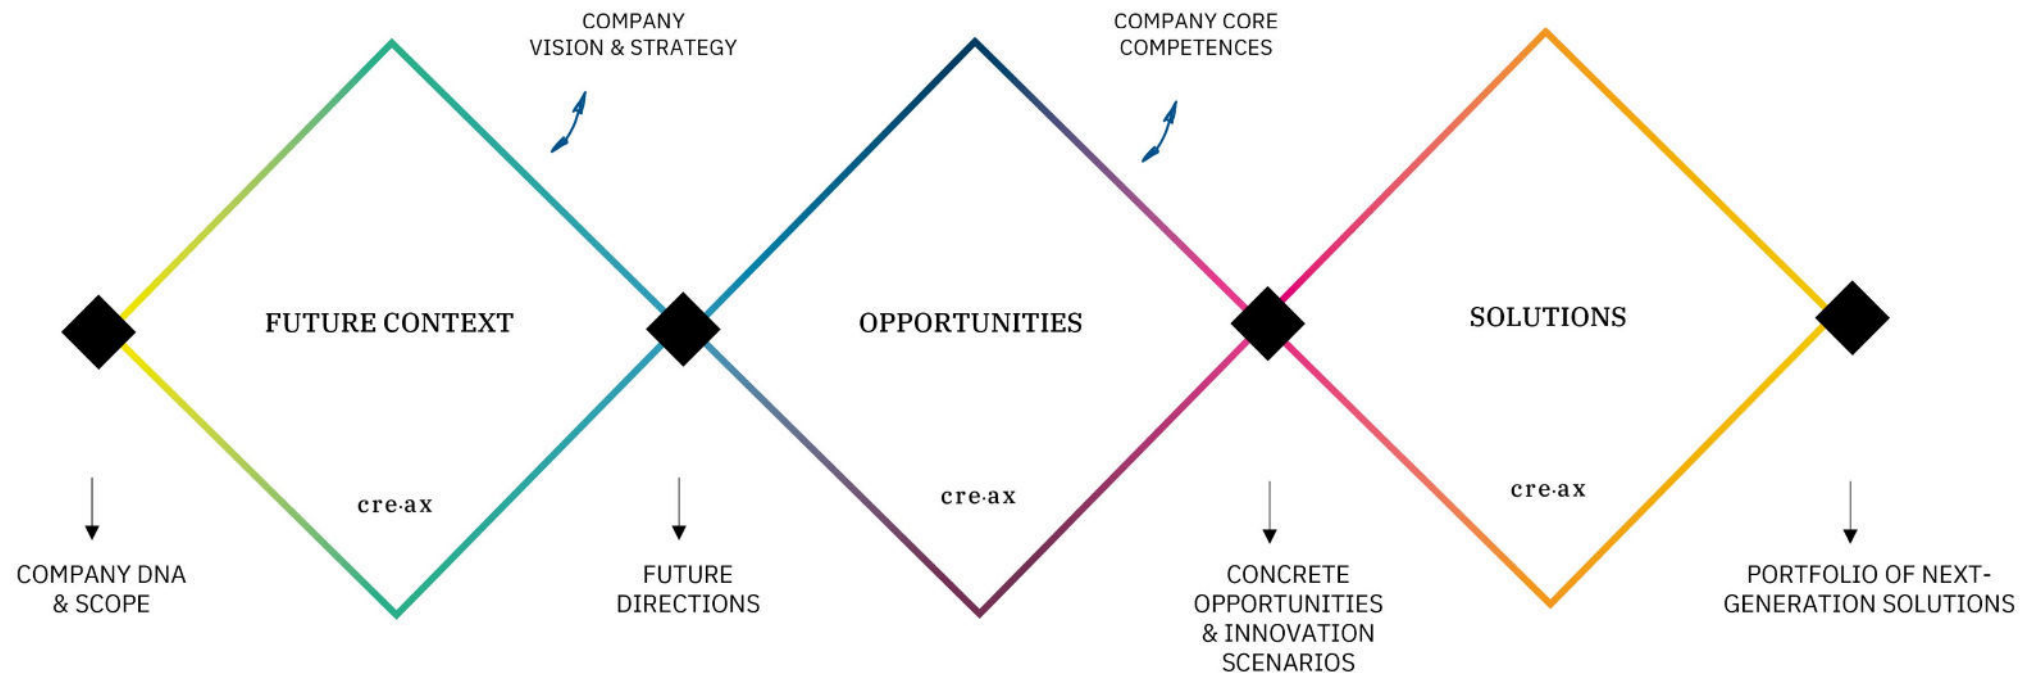 COMPANY
VISION & STRATEGY
COMPANY CORE
COMPETENCES
FUTURE CONTEXT
OPPORTUNITIES
SOLUTIONS
cre·ax
cre·ax
cre·ax
COMPANY DNA
& SCOPE
FUTURE
DIRECTIONS
CONCRETE
OPPORTUNITIES
& INNOVATION
SCENARIOS
PORTFOLIO OF NEXT-
GENERATION SOLUTIONS